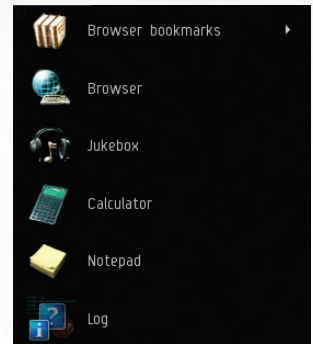 Browser bookmarks
Browser
Jukebox
Calculator
Notepad
Log